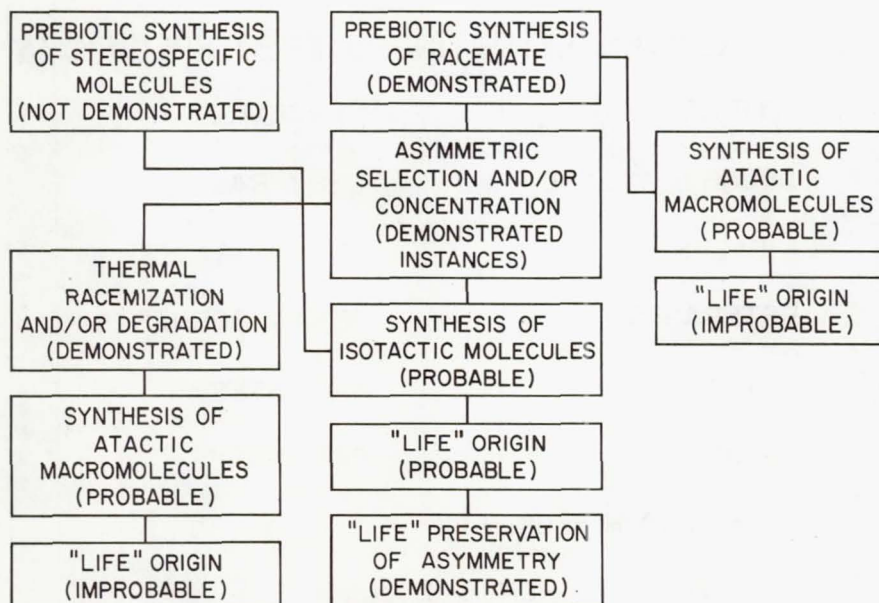 PREBIOTIC SYNTHESIS
OF STEREOSPECIFIC
MOLECULES
(NOT DEMONSTRATED)
PREBIOTIC SYNTHESIS
OF RACEMATE
(DEMONSTRATED)
ASYMMETRIC
SELECTION AND/OR
CONCENTRATION
(DEMONSTRATED
INSTANCES)
SYNTHESIS OF
ATACTIC
MACROMOLECULES
(PROBABLE)
"LIFE" ORIGIN
(IMPROBABLE)
THERMAL
RACEMIZATION
AND/OR DEGRADATION
(DEMONSTRATED)
SYNTHESIS OF
ISOTACTIC MOLECULES
(PROBABLE)
SYNTHESIS OF
ATACTIC
MACROMOLECULES
(PROBABLE)
"LIFE" ORIGIN
(PROBABLE)
"LIFE" ORIGIN
(IMPROBABLE)
"LIFE" PRESERVATION
OF ASYMMETRY
(DEMONSTRATED)